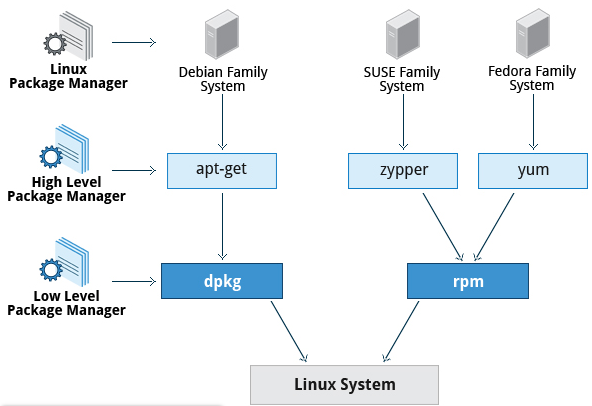 Linux
Package Manager
Debian Family
System
SUSE Family
System
Fedora Family
System
High Level
Package Manager
apt-get
zypper
yum
Low Level
Package Manager
dpkg
rpm
Linux System